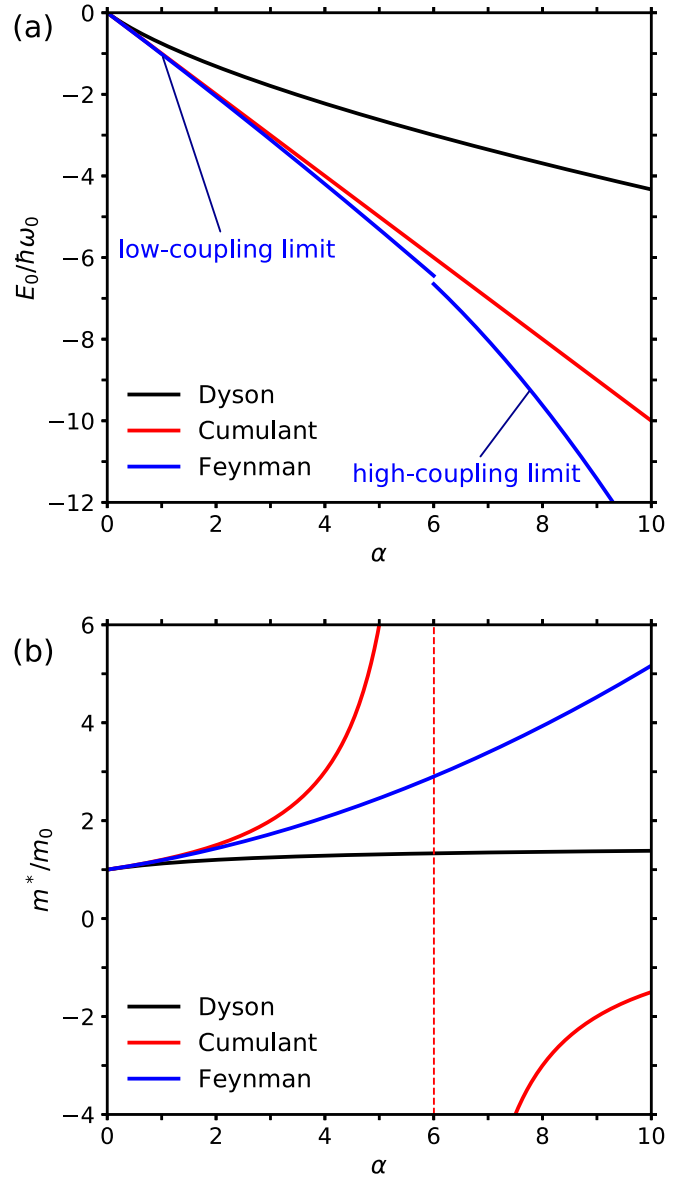 (a)
0
−2
−4
−6
−8
−10
−12
E₀/ħω₀
low-coupling limit
high-coupling limit
Dyson
Cumulant
Feynman
0 2 4 6 8 10
α
(b)
6
4
2
0
−2
−4
m*/m₀
Dyson
Cumulant
Feynman
0 2 4 6 8 10
α